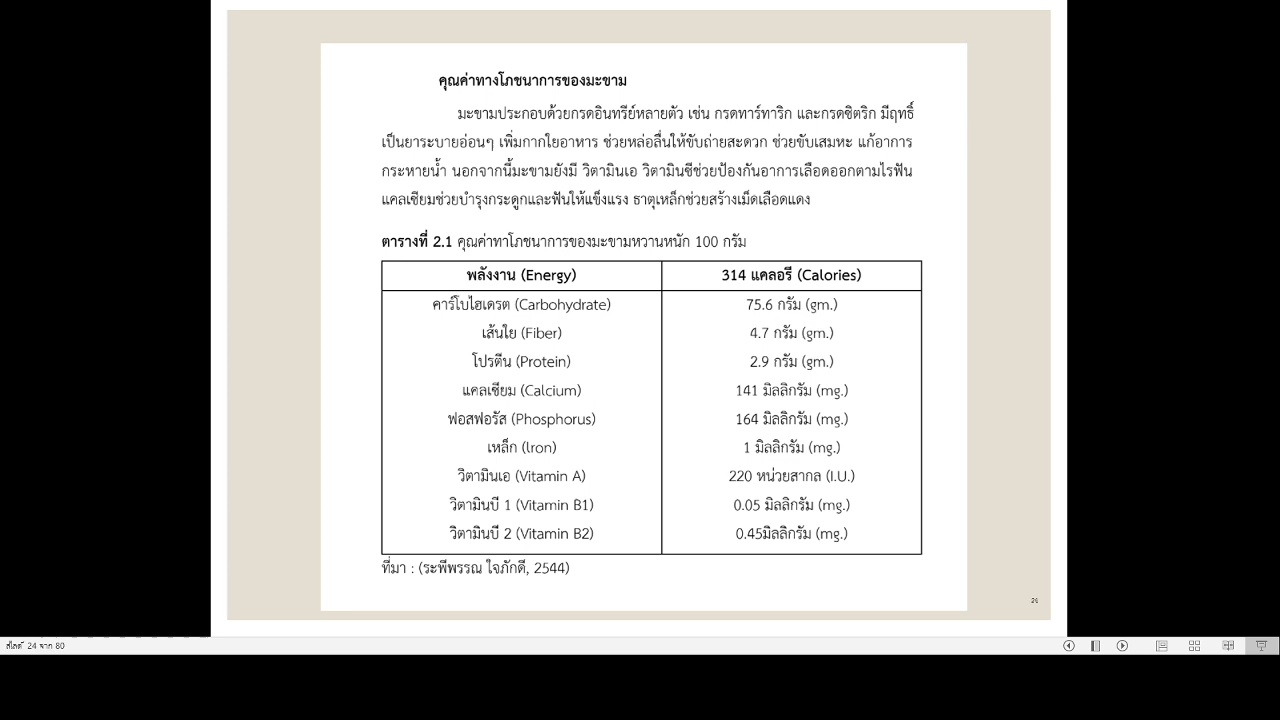 คุณค่าทางโภชนาการของมะขาม
มะขามประกอบด้วยกรดอินทรีย์หลายตัว เช่น กรดทาร์ทาริก และกรดซิตริก มีฤทธิ์
เป็นยาระบายอ่อนๆ เพิ่มกากใยอาหาร ช่วยหล่อลื่นให้ขับถ่ายสะดวก ช่วยขับเสมหะ แก้อาการ
กระหายน้ำ นอกจากนี้มะขามยังมี วิตามินเอ วิตามินซีช่วยป้องกันอาการเลือดออกตามไรฟัน
แคลเซียมช่วยบำรุงกระดูกและฟันให้แข็งแรง ธาตุเหล็กช่วยสร้างเม็ดเลือดแดง
ตารางที่ 2.1 คุณค่าทาโภชนาการของมะขามหวานหนัก 100 กรัม
พลังงาน (Energy) 314 แคลอรี (Calories)
คาร์โบไฮเดรต (Carbohydrate) 75.6 กรัม (gm.)
เส้นใย (Fiber) 4.7 กรัม (gm.)
โปรตีน (Protein) 2.9 กรัม (gm.)
แคลเซียม (Calcium) 141 มิลลิกรัม (mg.)
ฟอสฟอรัส (Phosphorus) 164 มิลลิกรัม (mg.)
เหล็ก (lron) 1 มิลลิกรัม (mg.)
วิตามินเอ (Vitamin A) 220 หน่วยสากล (I.U.)
วิตามินบี 1 (Vitamin B1) 0.05 มิลลิกรัม (mg.)
วิตามินบี 2 (Vitamin B2) 0.45มิลลิกรัม (mg.)
ที่มา : (ระพีพรรณ ใจภักดี, 2544)
สไลด์ 24 จาก 80